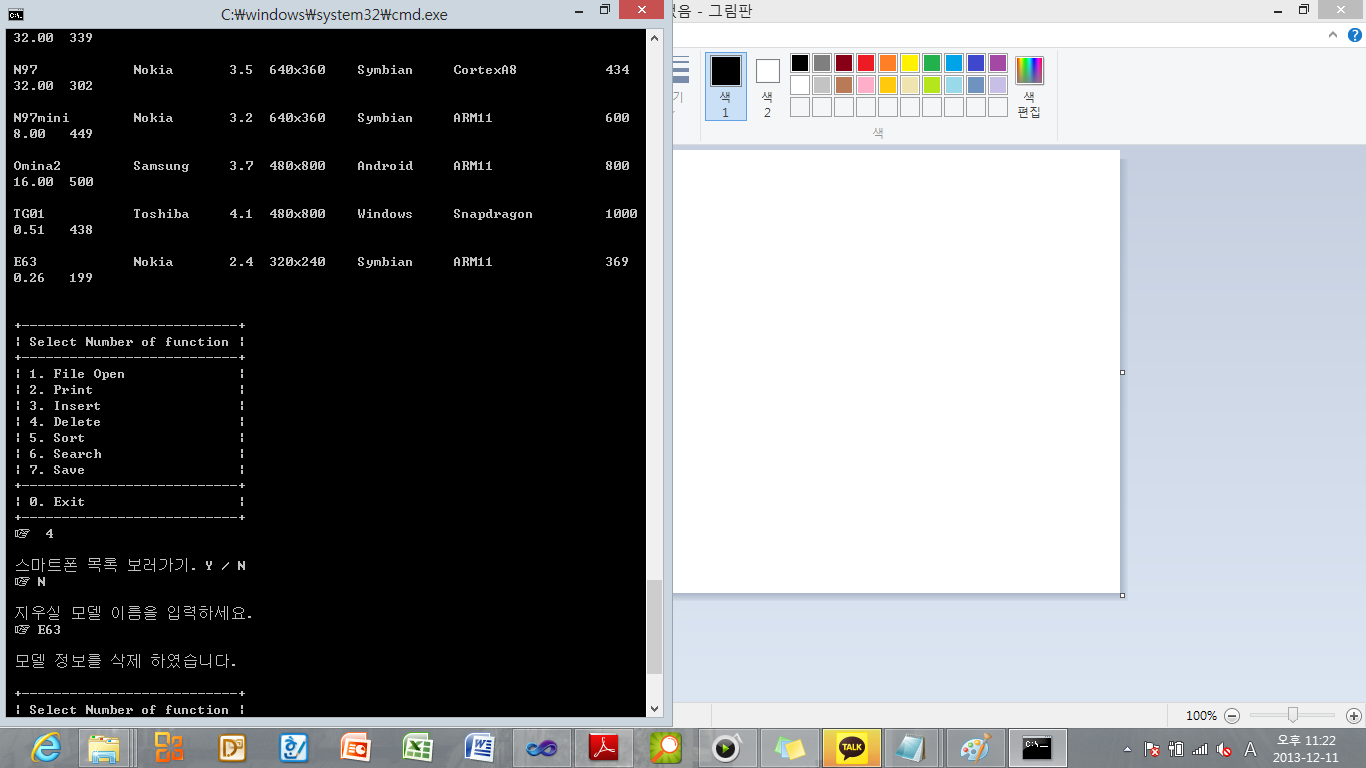 C:₩windows₩system32₩cmd.exe
32.00 339
N97 Nokia 3.5 640x360 Symbian CortexA8 434
32.00 302
N97mini Nokia 3.2 640x360 Symbian ARM11 600
8.00 449
Omina2 Samsung 3.7 480x800 Android ARM11 800
16.00 500
TG01 Toshiba 4.1 480x800 Windows Snapdragon 1000
0.51 438
E63 Nokia 2.4 320x240 Symbian ARM11 369
0.26 199
+---------------------------+
¦ Select Number of function ¦
+---------------------------+
¦ 1. File Open ¦
¦ 2. Print ¦
¦ 3. Insert ¦
¦ 4. Delete ¦
¦ 5. Sort ¦
¦ 6. Search ¦
¦ 7. Save ¦
+---------------------------+
¦ 0. Exit ¦
+---------------------------+
☞ 4
스마트폰 목록 보러가기. Y / N
☞ N
지우실 모델 이름을 입력하세요.
☞ E63
모델 정보를 삭제 하였습니다.
+---------------------------+
¦ Select Number of function ¦
없음 - 그림판
기
색
1
색
2
색
편집
색
100%
TALK
A
오후 11:22
2013-12-11